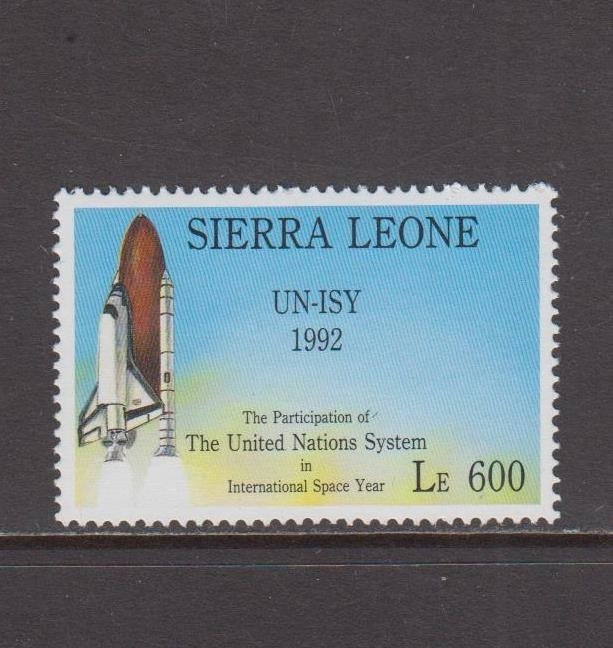 SIERRA LEONE
UN-ISY
1992
The Participation of
The United Nations System
in
International Space Year
LE 600